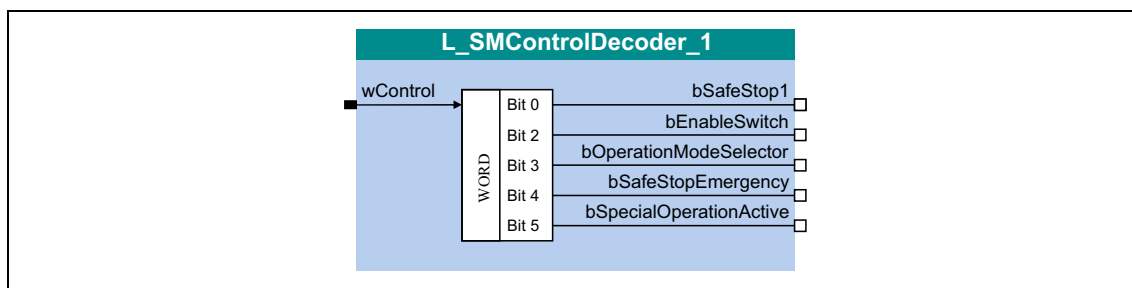 L_SMControlDecoder_1
wControl
WORD
Bit 0
bSafeStop1
Bit 2
bEnableSwitch
Bit 3
bOperationModeSelector
Bit 4
bSafeStopEmergency
Bit 5
bSpecialOperationActive